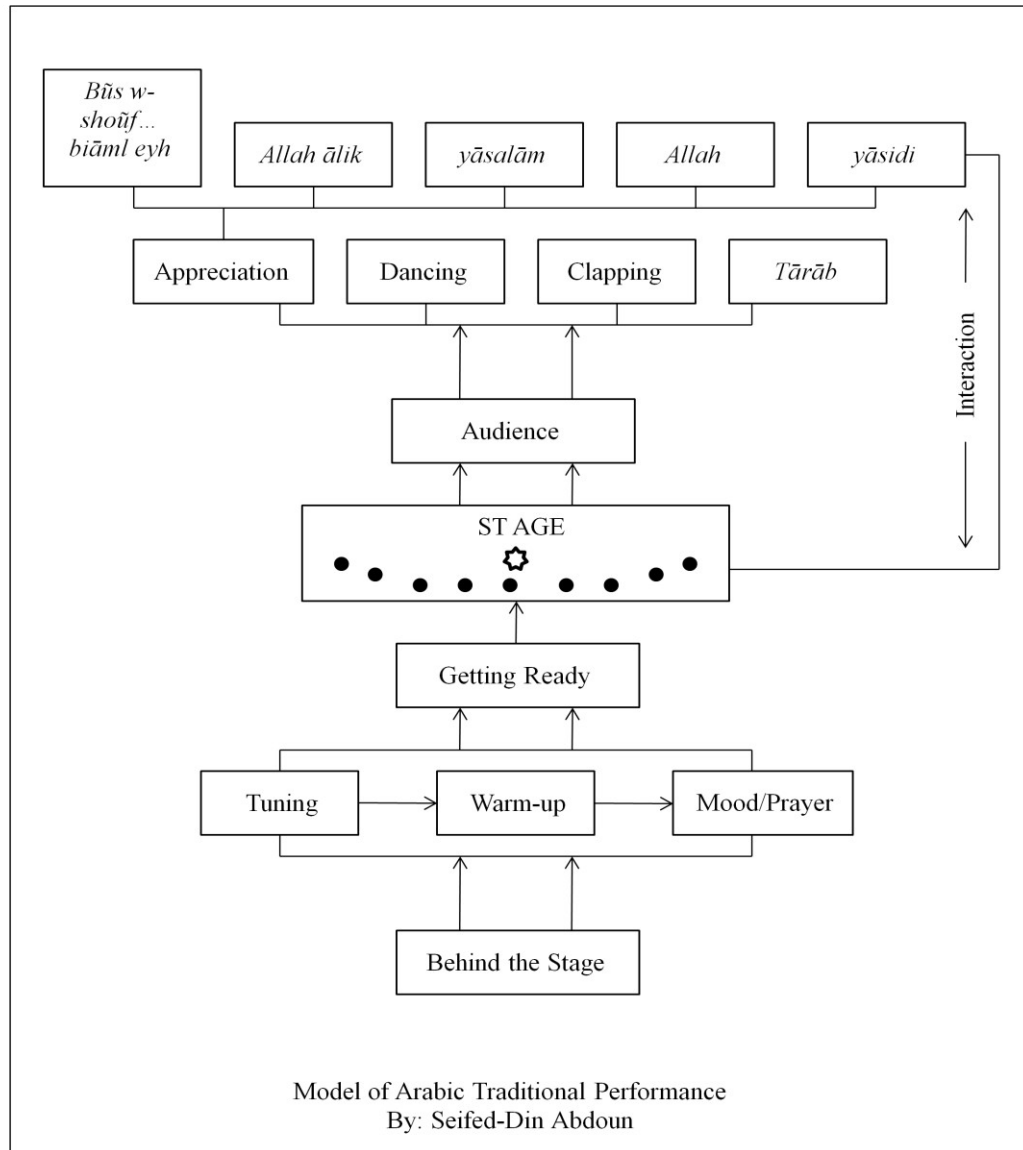 Bũs w-
shoũf...
biāml eyh
Allah ālik
yāsalām
Allah
yāsidi
Appreciation
Dancing
Clapping
Tārāb
Interaction
Audience
ST AGE
Getting Ready
Tuning
Warm-up
Mood/Prayer
Behind the Stage
Model of Arabic Traditional Performance
By: Seifed-Din Abdoun